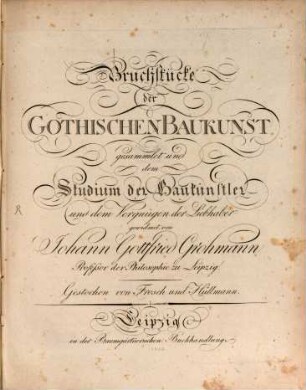 Bruchstücke
der
GOTHISCHEN BAUKUNST,
gesammlet und
dem
Studium der Baukünstler
und dem Vergnügen der Liebhaber
gewidmet von
Johann Gottfried Grohmann,
Professor der Philosophie zu Leipzig.
Gestochen von Frosch und Hüllmann.
Leipzig,
in der Baumgärtnerischen Buchhandlung.